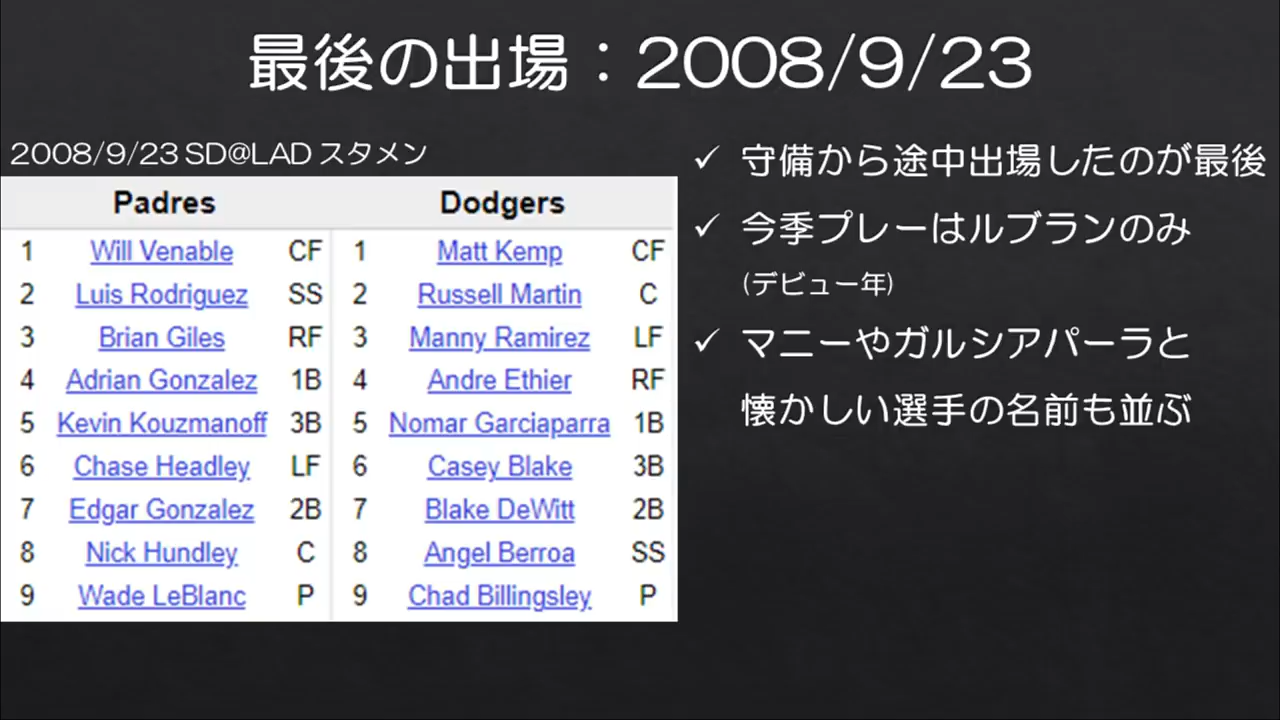 最後の出場：2008/9/23
2008/9/23 SD@LAD スタメン
Padres Dodgers
1 Will Venable CF 1 Matt Kemp CF
2 Luis Rodriguez SS 2 Russell Martin C
3 Brian Giles RF 3 Manny Ramirez LF
4 Adrian Gonzalez 1B 4 Andre Ethier RF
5 Kevin Kouzmanoff 3B 5 Nomar Garciaparra 1B
6 Chase Headley LF 6 Casey Blake 3B
7 Edgar Gonzalez 2B 7 Blake DeWitt 2B
8 Nick Hundley C 8 Angel Berroa SS
9 Wade LeBlanc P 9 Chad Billingsley P
✓ 守備から途中出場したのが最後
✓ 今季プレーはルブランのみ
(デビュー年)
✓ マニーやガルシアパーラと
懐かしい選手の名前も並ぶ